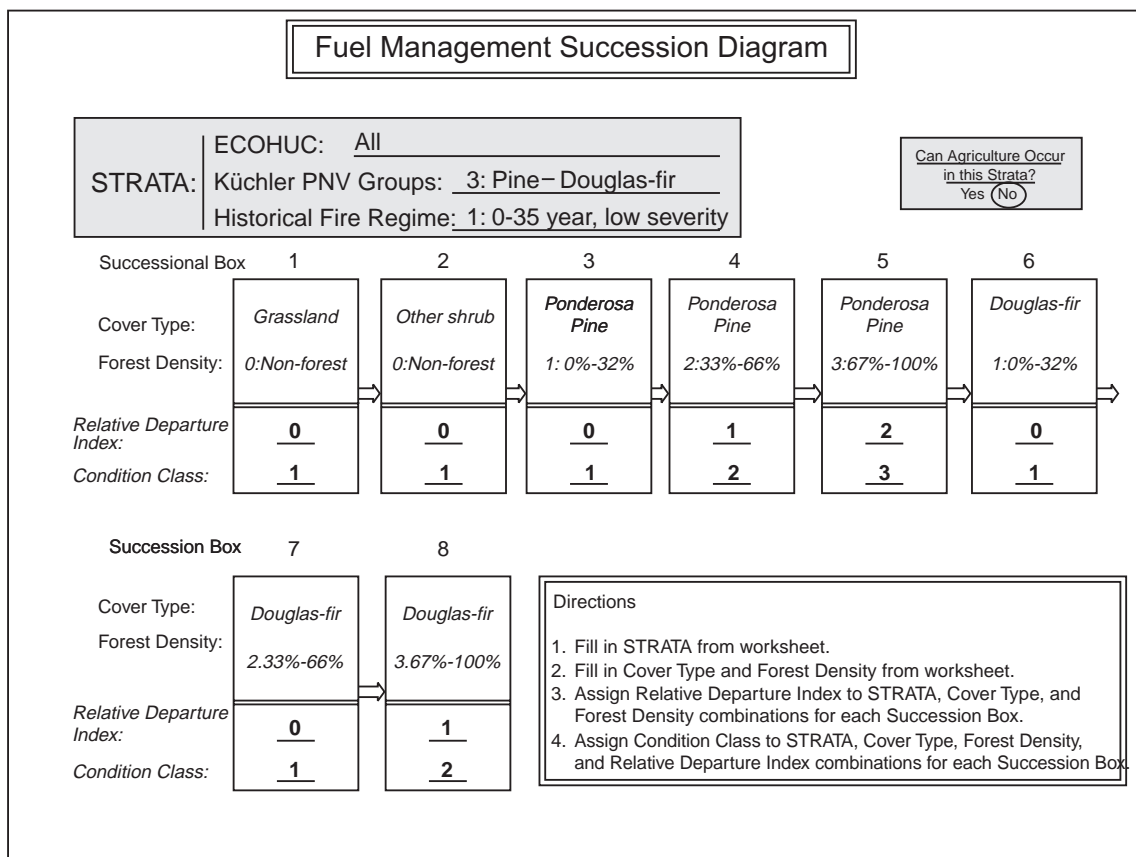 Fuel Management Succession Diagram
STRATA:
ECOHUC: All
Küchler PNV Groups: 3: Pine–Douglas-fir
Historical Fire Regime: 1: 0-35 year, low severity
Can Agriculture Occur
in this Strata?
Yes No
Successional Box 1 2 3 4 5 6
Cover Type: Grassland Other shrub Ponderosa Pine Ponderosa Pine Ponderosa Pine Douglas-fir
Forest Density: 0:Non-forest 0:Non-forest 1: 0%-32% 2:33%-66% 3:67%-100% 1:0%-32%
Relative Departure
Index: 0 0 0 1 2 0
Condition Class: 1 1 1 2 3 1
Succession Box 7 8
Cover Type: Douglas-fir Douglas-fir
Forest Density: 2.33%-66% 3.67%-100%
Relative Departure
Index: 0 1
Condition Class: 1 2
Directions
1. Fill in STRATA from worksheet.
2. Fill in Cover Type and Forest Density from worksheet.
3. Assign Relative Departure Index to STRATA, Cover Type, and
Forest Density combinations for each Succession Box.
4. Assign Condition Class to STRATA, Cover Type, Forest Density,
and Relative Departure Index combinations for each Succession Box.